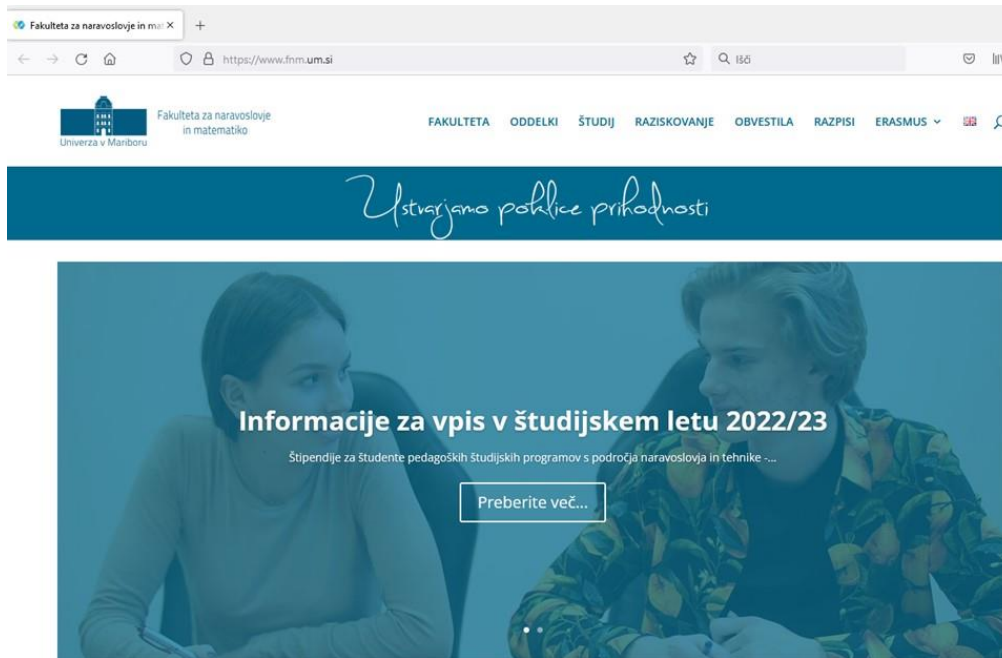 Fakulteta za naravoslovje in mat
https://www.fnm.um.si
Išči
Univerza v Mariboru
Fakulteta za naravoslovje
in matematiko
FAKULTETA ODDELKI ŠTUDIJ RAZISKOVANJE OBVESTILA RAZPISI ERASMUS
Ustvarjamo poklice prihodnosti
Informacije za vpis v študijskem letu 2022/23
Štipendije za študente pedagoških študijskih programov s področja naravoslovja in tehnike -...
Preberite več...